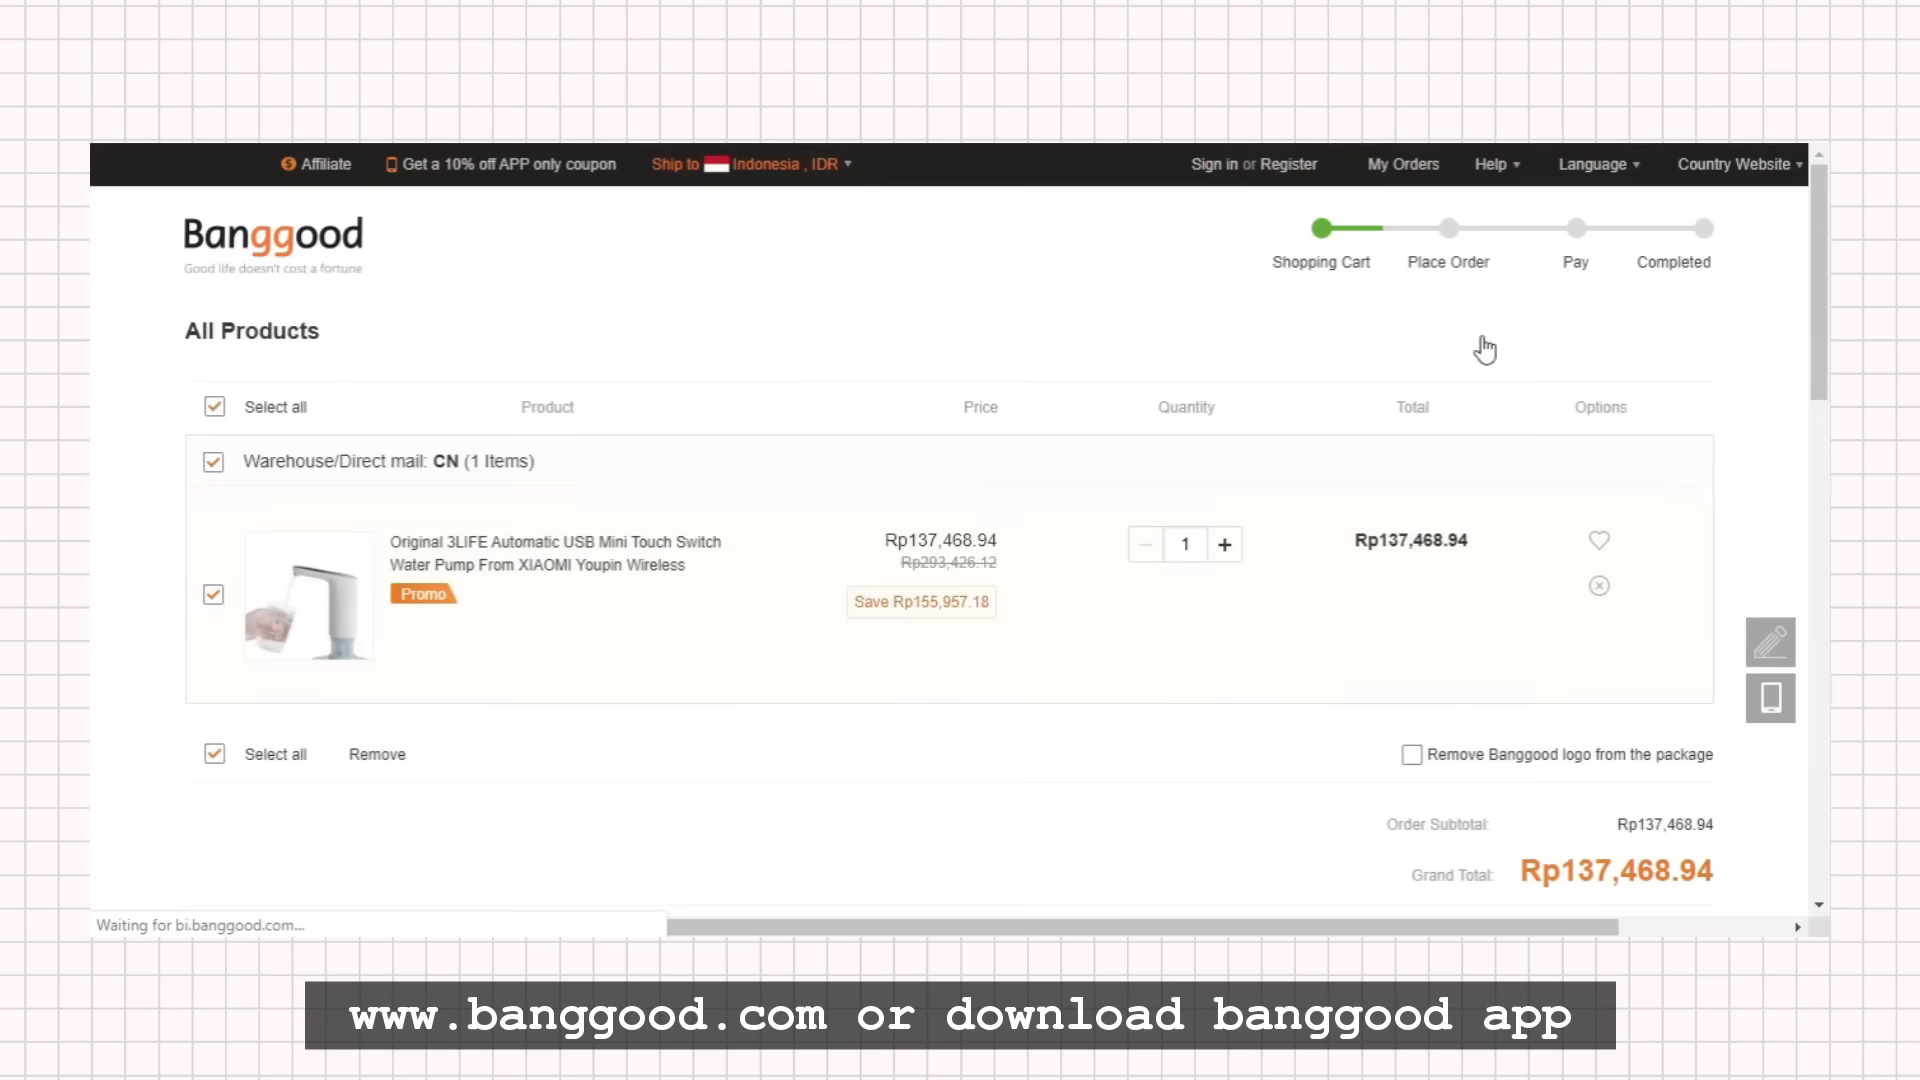 Affiliate Get a 10% off APP only coupon Ship to Indonesia , IDR Sign in or Register My Orders Help Language Country Website
Banggood
Good life doesn't cost a fortune
Shopping Cart Place Order Pay Completed
All Products
Select all Product Price Quantity Total Options
Warehouse/Direct mail: CN (1 Items)
Original 3LIFE Automatic USB Mini Touch Switch
Water Pump From XIAOMI Youpin Wireless
Promo
Rp137,468.94
Rp293,426.12
Save Rp155,957.18
1
Rp137,468.94
Select all Remove Remove Banggood logo from the package
Order Subtotal: Rp137,468.94
Grand Total: Rp137,468.94
Waiting for bi.banggood.com...
www.banggood.com or download banggood app